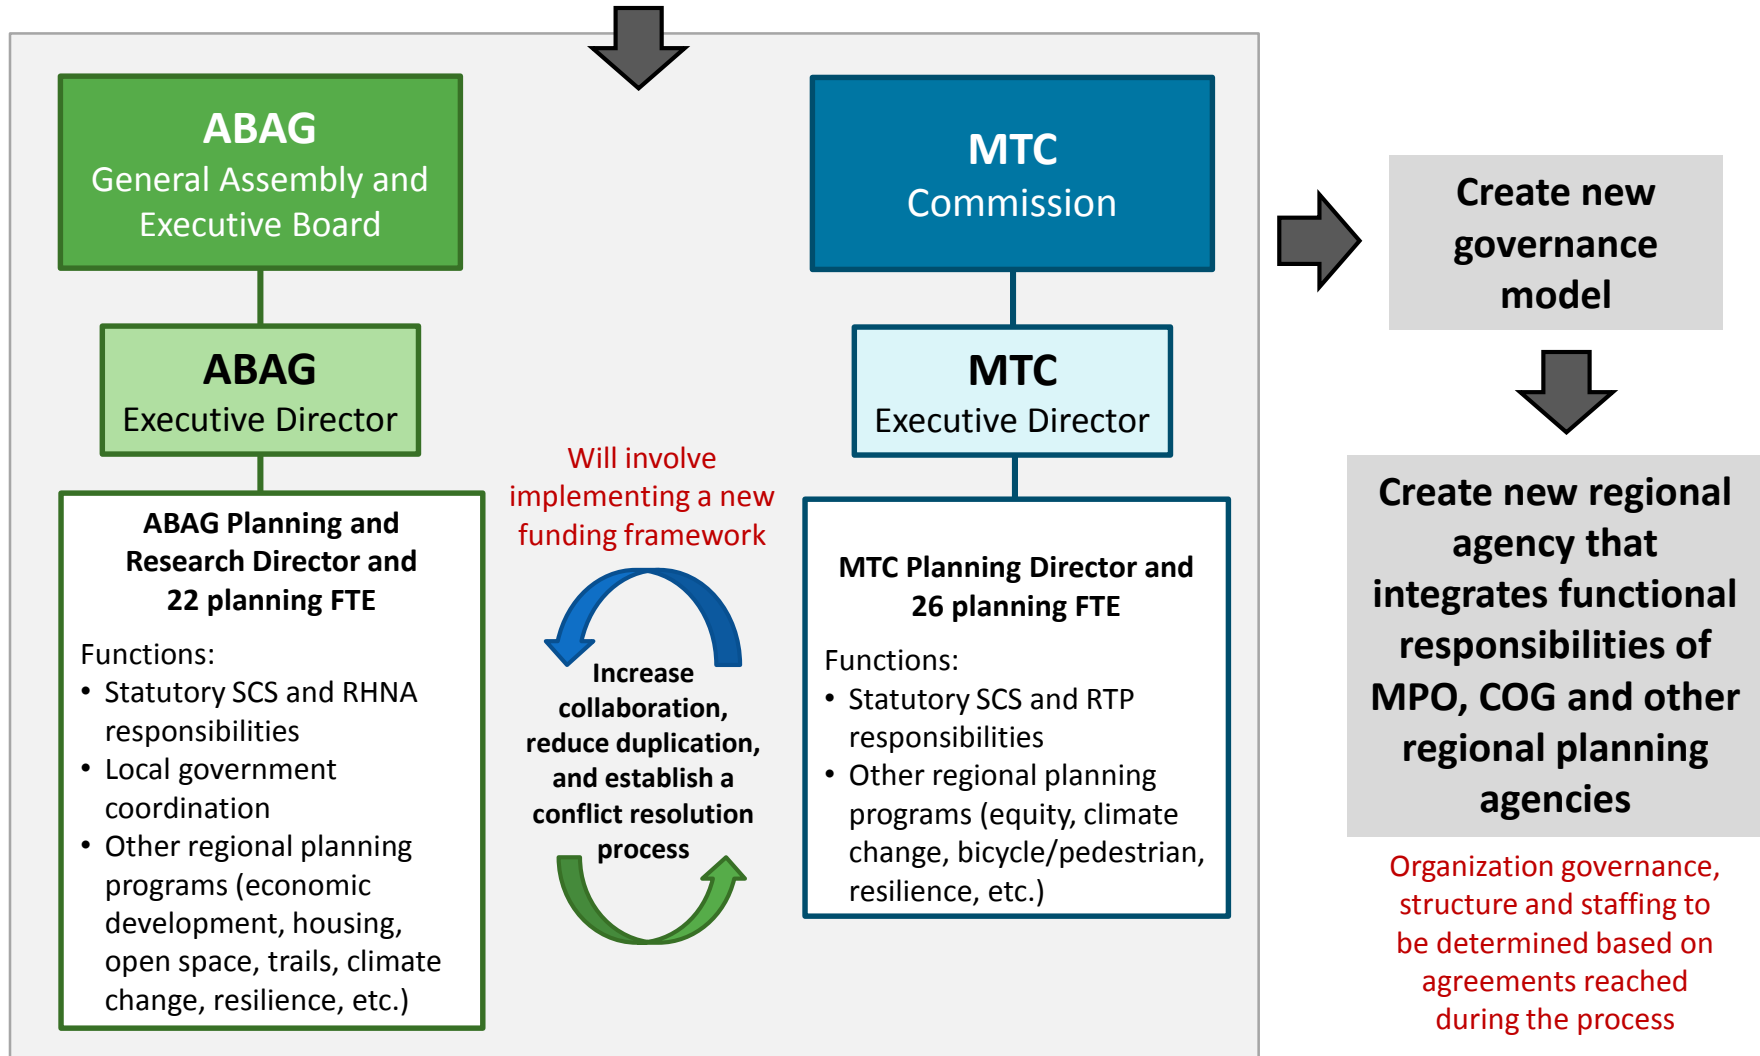 ABAG
General Assembly and
Executive Board
ABAG
Executive Director
ABAG Planning and
Research Director and
22 planning FTE
Functions:
• Statutory SCS and RHNA
responsibilities
• Local government
coordination
• Other regional planning
programs (economic
development, housing,
open space, trails, climate
change, resilience, etc.)
Will involve
implementing a new
funding framework
Increase
collaboration,
reduce duplication,
and establish a
conflict resolution
process
MTC
Commission
MTC
Executive Director
MTC Planning Director and
26 planning FTE
Functions:
• Statutory SCS and RTP
responsibilities
• Other regional planning
programs (equity, climate
change, bicycle/pedestrian,
resilience, etc.)
Create new
governance
model
Create new regional
agency that
integrates functional
responsibilities of
MPO, COG and other
regional planning
agencies
Organization governance,
structure and staffing to
be determined based on
agreements reached
during the process